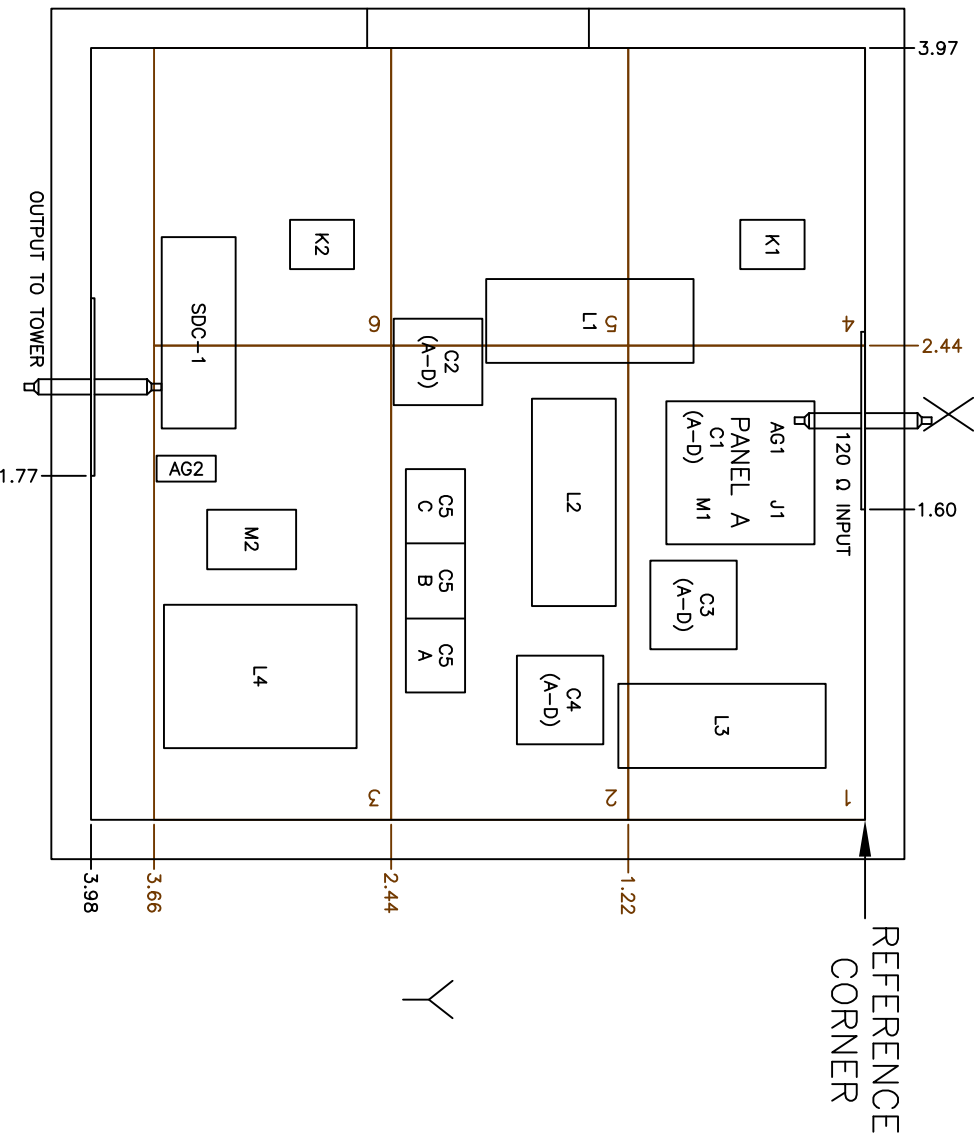 REFERENCE
CORNER
X
Y
3.97
2.44
1.60
1.77
3.98
3.66
2.44
1.22
OUTPUT TO TOWER
120 Ω INPUT
K1
K2
L1
SDC-1
C2
(A-D)
AG1
J1
PANEL A
C1
(A-D)
M1
AG2
L2
M2
C5
C
C5
B
C5
A
C3
(A-D)
C4
(A-D)
L3
L4
1
2
3
4
5
6